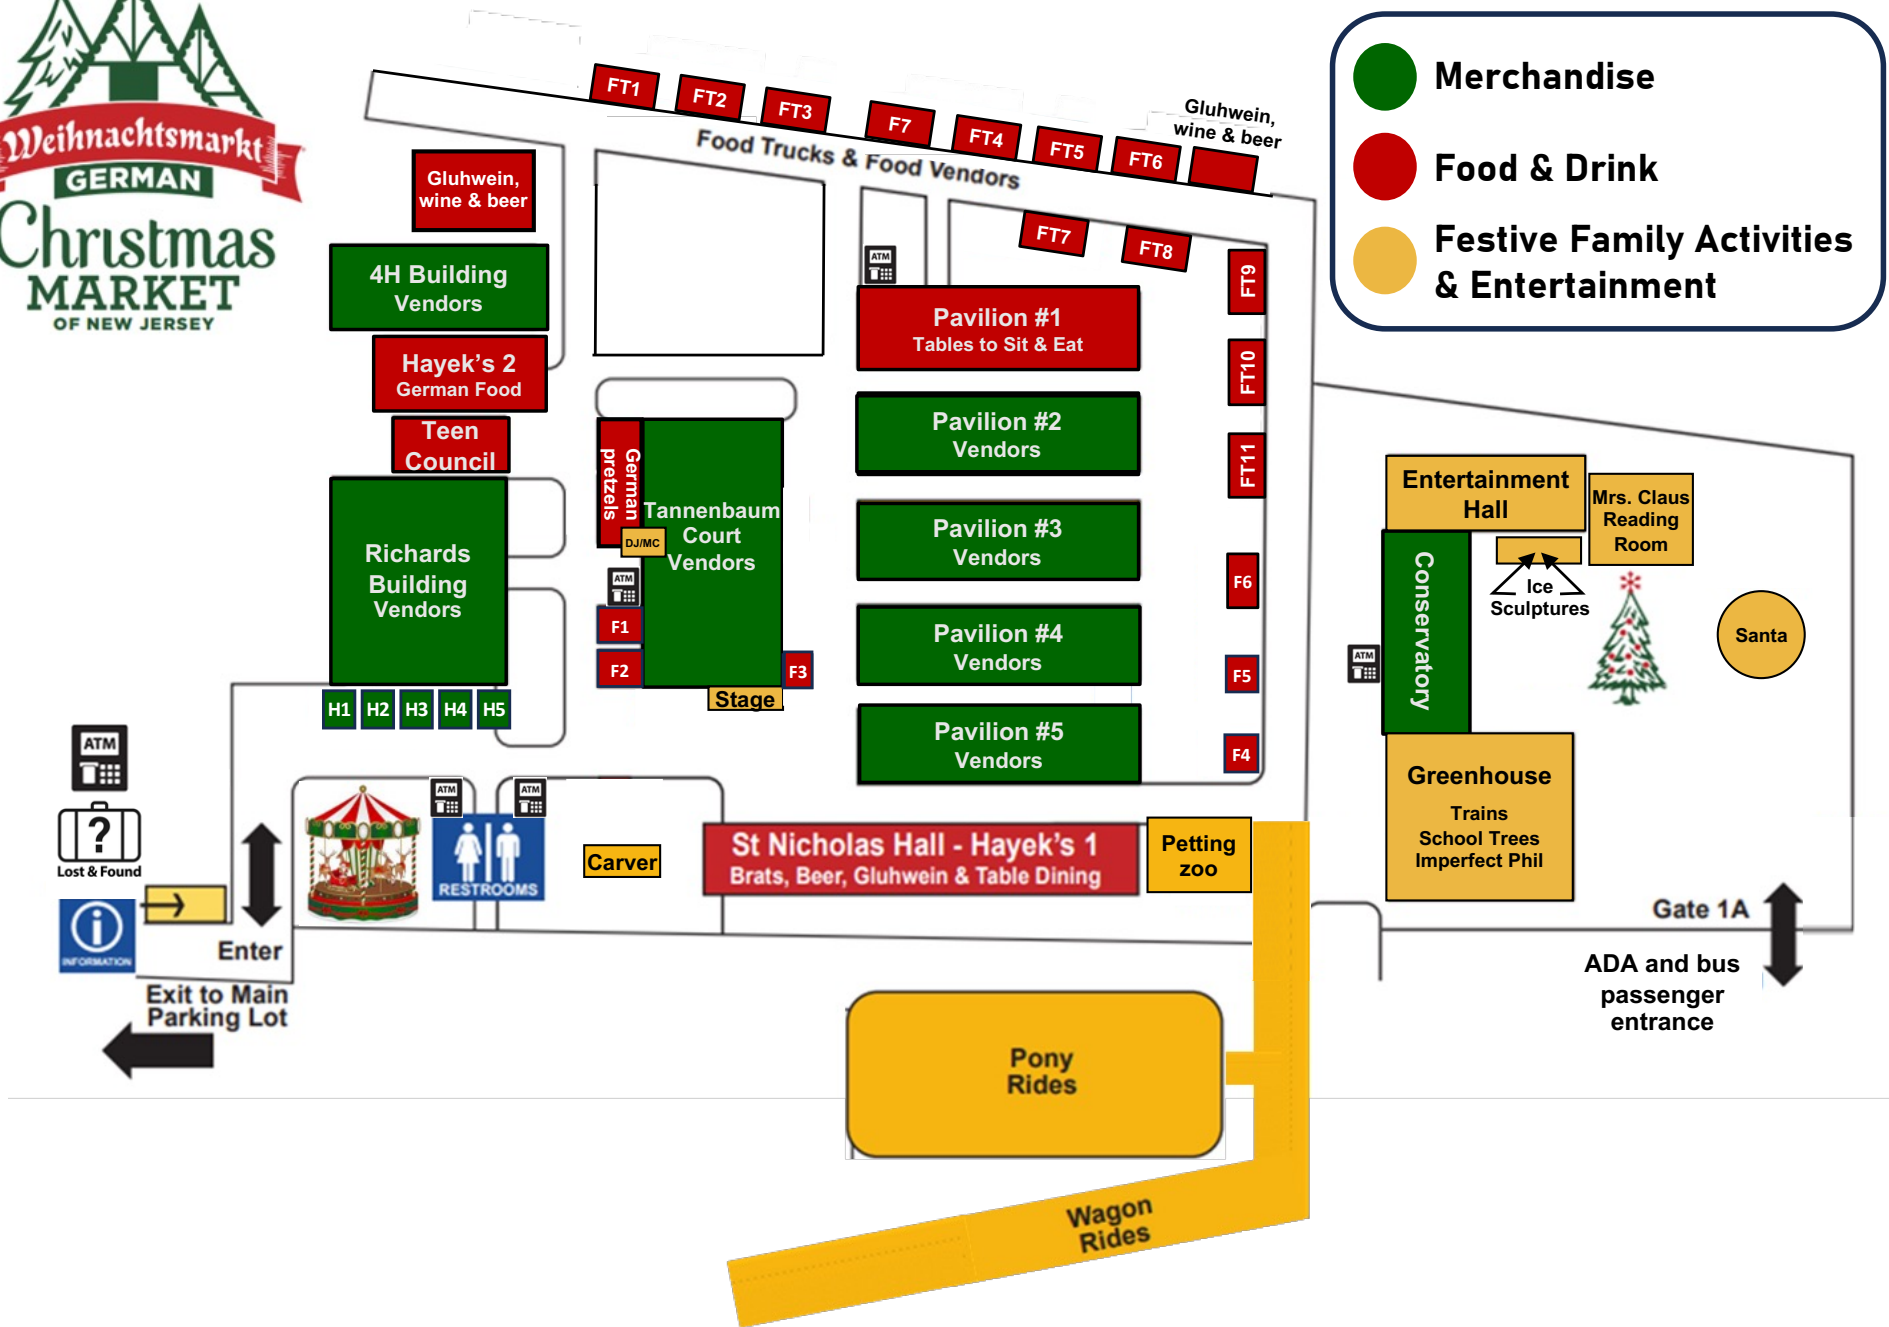 Weihnachtsmarkt
GERMAN
Christmas
MARKET
OF NEW JERSEY
Merchandise
Food & Drink
Festive Family Activities
& Entertainment
FT1
FT2
FT3
F7
FT4
FT5
FT6
Gluhwein,
wine & beer
Food Trucks & Food Vendors
FT7
FT8
FT9
FT10
FT11
F6
F5
F4
Gluhwein,
wine & beer
4H Building
Vendors
Hayek's 2
German Food
Teen
Council
Richards
Building
Vendors
H1
H2
H3
H4
H5
German
pretzels
DJ/MC
Tannenbaum
Court
Vendors
ATM
F1
F2
F3
Stage
ATM
Pavilion #1
Tables to Sit & Eat
Pavilion #2
Vendors
Pavilion #3
Vendors
Pavilion #4
Vendors
Pavilion #5
Vendors
Entertainment
Hall
Mrs. Claus
Reading
Room
Ice
Sculptures
Santa
Conservatory
ATM
Greenhouse
Trains
School Trees
Imperfect Phil
Gate 1A
ADA and bus
passenger
entrance
ATM
?
Lost & Found
i
INFORMATION
Enter
Exit to Main
Parking Lot
ATM
ATM
RESTROOMS
Carver
St Nicholas Hall - Hayek's 1
Brats, Beer, Gluhwein & Table Dining
Petting
zoo
Pony
Rides
Wagon
Rides